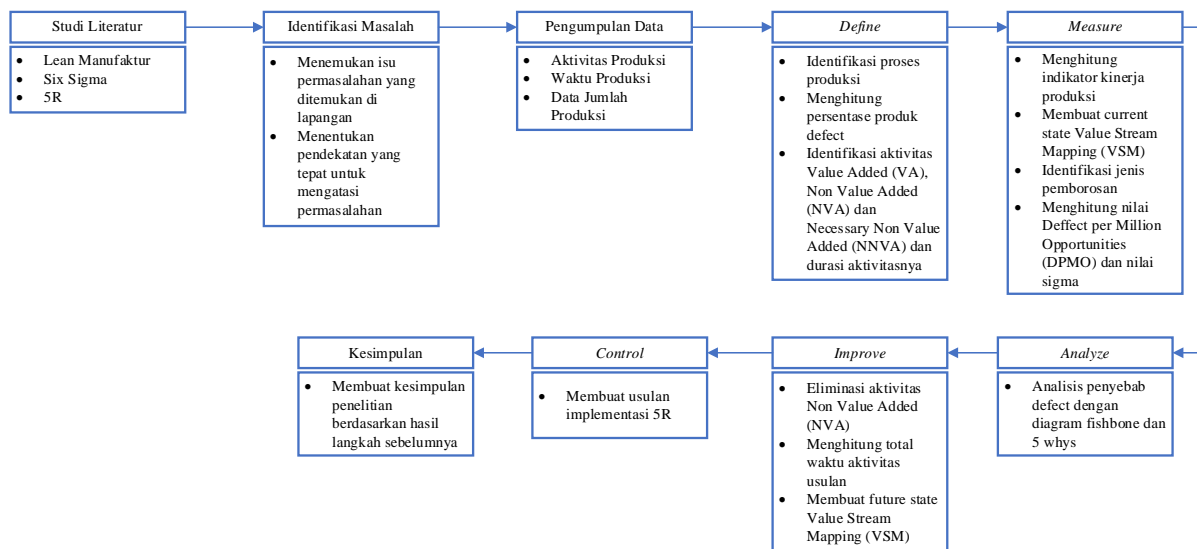 Studi Literatur
• Lean Manufaktur
• Six Sigma
• 5R
Identifikasi Masalah
• Menemukan isu
permasalahan yang
ditemukan di
lapangan
• Menentukan
pendekatan yang
tepat untuk
mengatasi
permasalahan
Pengumpulan Data
• Aktivitas Produksi
• Waktu Produksi
• Data Jumlah
Produksi
Define
• Identifikasi proses
produksi
• Menghitung
persentase produk
defect
• Identifikasi aktivitas
Value Added (VA),
Non Value Added
(NVA) dan
Necessary Non Value
Added (NNVA) dan
durasi aktivitasnya
Measure
• Menghitung
indikator kinerja
produksi
• Membuat current
state Value Stream
Mapping (VSM)
• Identifikasi jenis
pemborosan
• Menghitung nilai
Deffect per Million
Opportunities
(DPMO) dan nilai
sigma
Analyze
• Analisis penyebab
defect dengan
diagram fishbone dan
5 whys
Improve
• Eliminasi aktivitas
Non Value Added
(NVA)
• Menghitung total
waktu aktivitas
usulan
• Membuat future state
Value Stream
Mapping (VSM)
Control
• Membuat usulan
implementasi 5R
Kesimpulan
• Membuat kesimpulan
penelitian
berdasarkan hasil
langkah sebelumnya